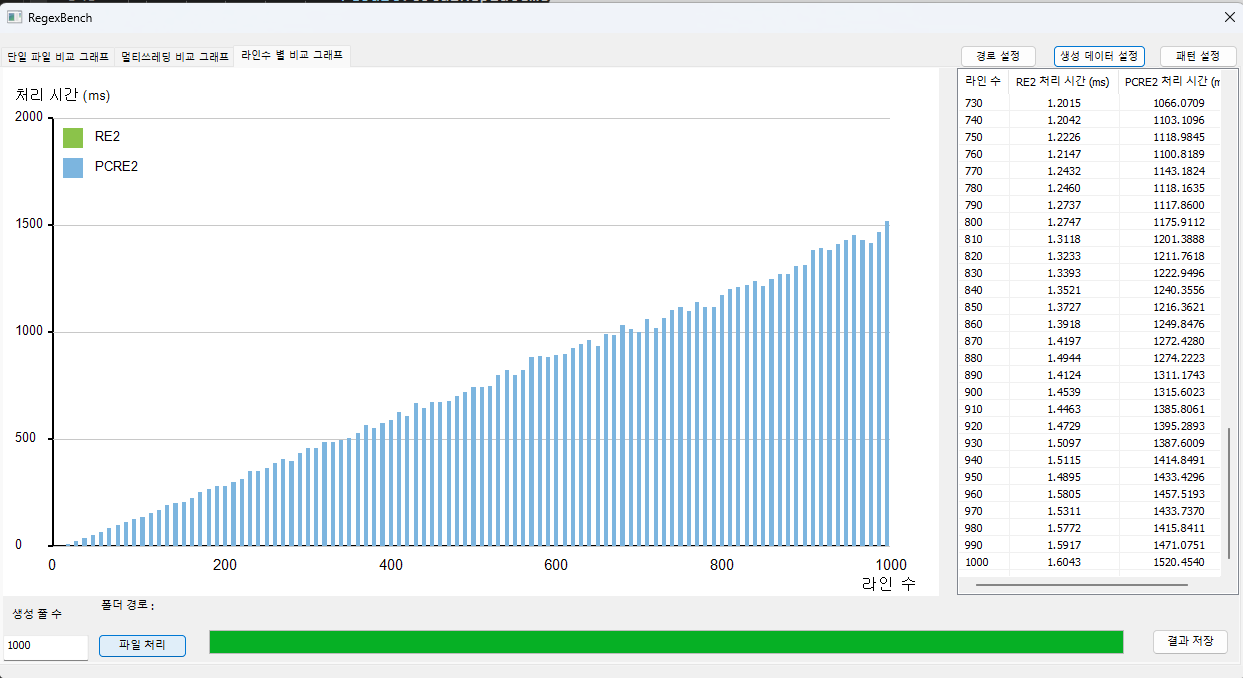 RegexBench
단일 파일 비교 그래프 멀티쓰레딩 비교 그래프 라인수 별 비교 그래프
경로 설정 생성 데이터 설정 패턴 설정
처리 시간 (ms)
2000
RE2
PCRE2
1500
1000
500
0
0 200 400 600 800 1000
라인 수
라인 수 RE2 처리 시간 (ms) PCRE2 처리 시간 (m
730 1.2015 1066.0709
740 1.2042 1103.1096
750 1.2226 1118.9845
760 1.2147 1100.8189
770 1.2432 1143.1824
780 1.2460 1118.1635
790 1.2737 1117.8600
800 1.2747 1175.9112
810 1.3118 1201.3888
820 1.3233 1211.7618
830 1.3393 1222.9496
840 1.3521 1240.3556
850 1.3727 1216.3621
860 1.3918 1249.8476
870 1.4197 1272.4280
880 1.4944 1274.2223
890 1.4124 1311.1743
900 1.4539 1315.6023
910 1.4463 1385.8061
920 1.4729 1395.2893
930 1.5097 1387.6009
940 1.5115 1414.8491
950 1.4895 1433.4296
960 1.5805 1457.5193
970 1.5311 1433.7370
980 1.5772 1415.8411
990 1.5917 1471.0751
1000 1.6043 1520.4540
생성 풀 수 폴더 경로 :
1000 파일 처리 결과 저장